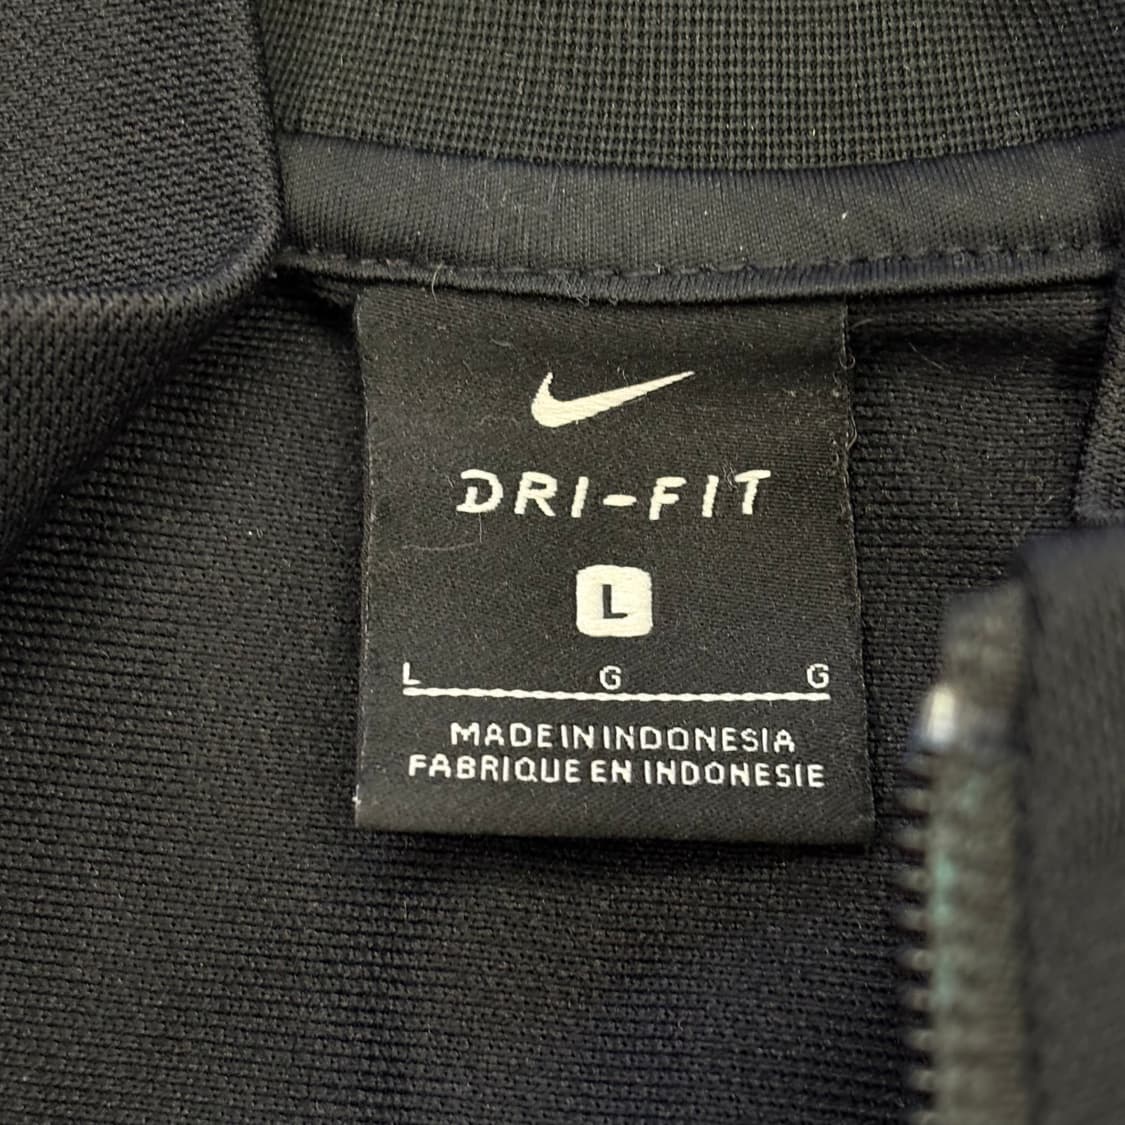 DRI-FIT
L
L G G
MADE IN INDONESIA
FABRIQUE EN INDONESIE